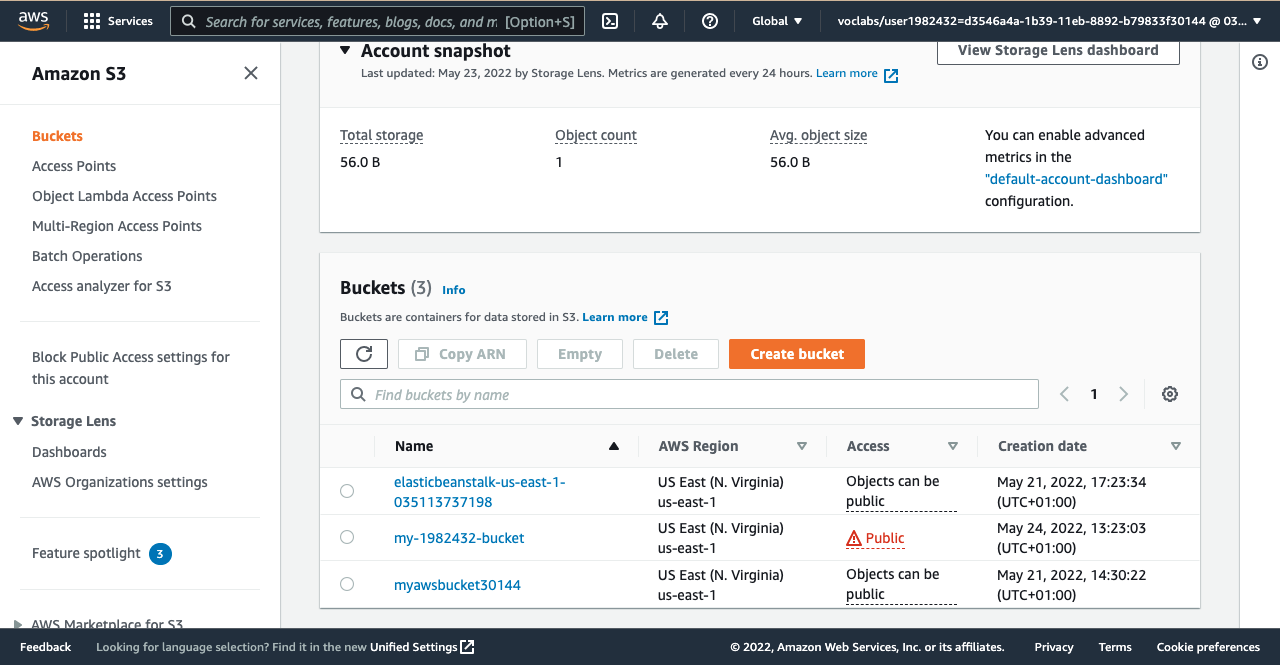 aws
Services
Search for services, features, blogs, docs, and m [Option+S]
Global
voclabs/user1982432=d3546a4a-1b39-11eb-8892-b79833f30144 @ 03...
Amazon S3
Buckets
Access Points
Object Lambda Access Points
Multi-Region Access Points
Batch Operations
Access analyzer for S3
Block Public Access settings for
this account
Storage Lens
Dashboards
AWS Organizations settings
Feature spotlight 3
AWS Marketplace for S3
Account snapshot
Last updated: May 23, 2022 by Storage Lens. Metrics are generated every 24 hours. Learn more
View Storage Lens dashboard
Total storage
56.0 B
Object count
1
Avg. object size
56.0 B
You can enable advanced
metrics in the
"default-account-dashboard"
configuration.
Buckets (3) Info
Buckets are containers for data stored in S3. Learn more
Copy ARN Empty Delete Create bucket
Find buckets by name
1
Name AWS Region Access Creation date
elasticbeanstalk-us-east-1-
035113737198
US East (N. Virginia)
us-east-1
Objects can be
public
May 21, 2022, 17:23:34
(UTC+01:00)
my-1982432-bucket
US East (N. Virginia)
us-east-1
Public
May 24, 2022, 13:23:03
(UTC+01:00)
myawsbucket30144
US East (N. Virginia)
us-east-1
Objects can be
public
May 21, 2022, 14:30:22
(UTC+01:00)
Feedback Looking for language selection? Find it in the new Unified Settings
© 2022, Amazon Web Services, Inc. or its affiliates. Privacy Terms Cookie preferences